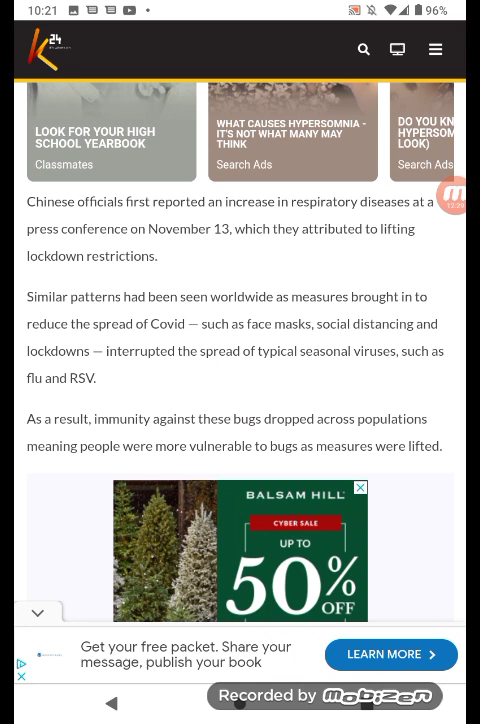 10:21
96%
K24
LOOK FOR YOUR HIGH
SCHOOL YEARBOOK
Classmates
WHAT CAUSES HYPERSOMNIA -
IT'S NOT WHAT MANY MAY
THINK
Search Ads
DO YOU KN
HYPERSOM
LOOK)
Search Ads
Chinese officials first reported an increase in respiratory diseases at a
press conference on November 13, which they attributed to lifting
lockdown restrictions.
12:29
Similar patterns had been seen worldwide as measures brought in to
reduce the spread of Covid — such as face masks, social distancing and
lockdowns — interrupted the spread of typical seasonal viruses, such as
flu and RSV.
As a result, immunity against these bugs dropped across populations
meaning people were more vulnerable to bugs as measures were lifted.
BALSAM HILL
CYBER SALE
UP TO
50% OFF
Get your free packet. Share your
message, publish your book
LEARN MORE
Recorded by mobizen